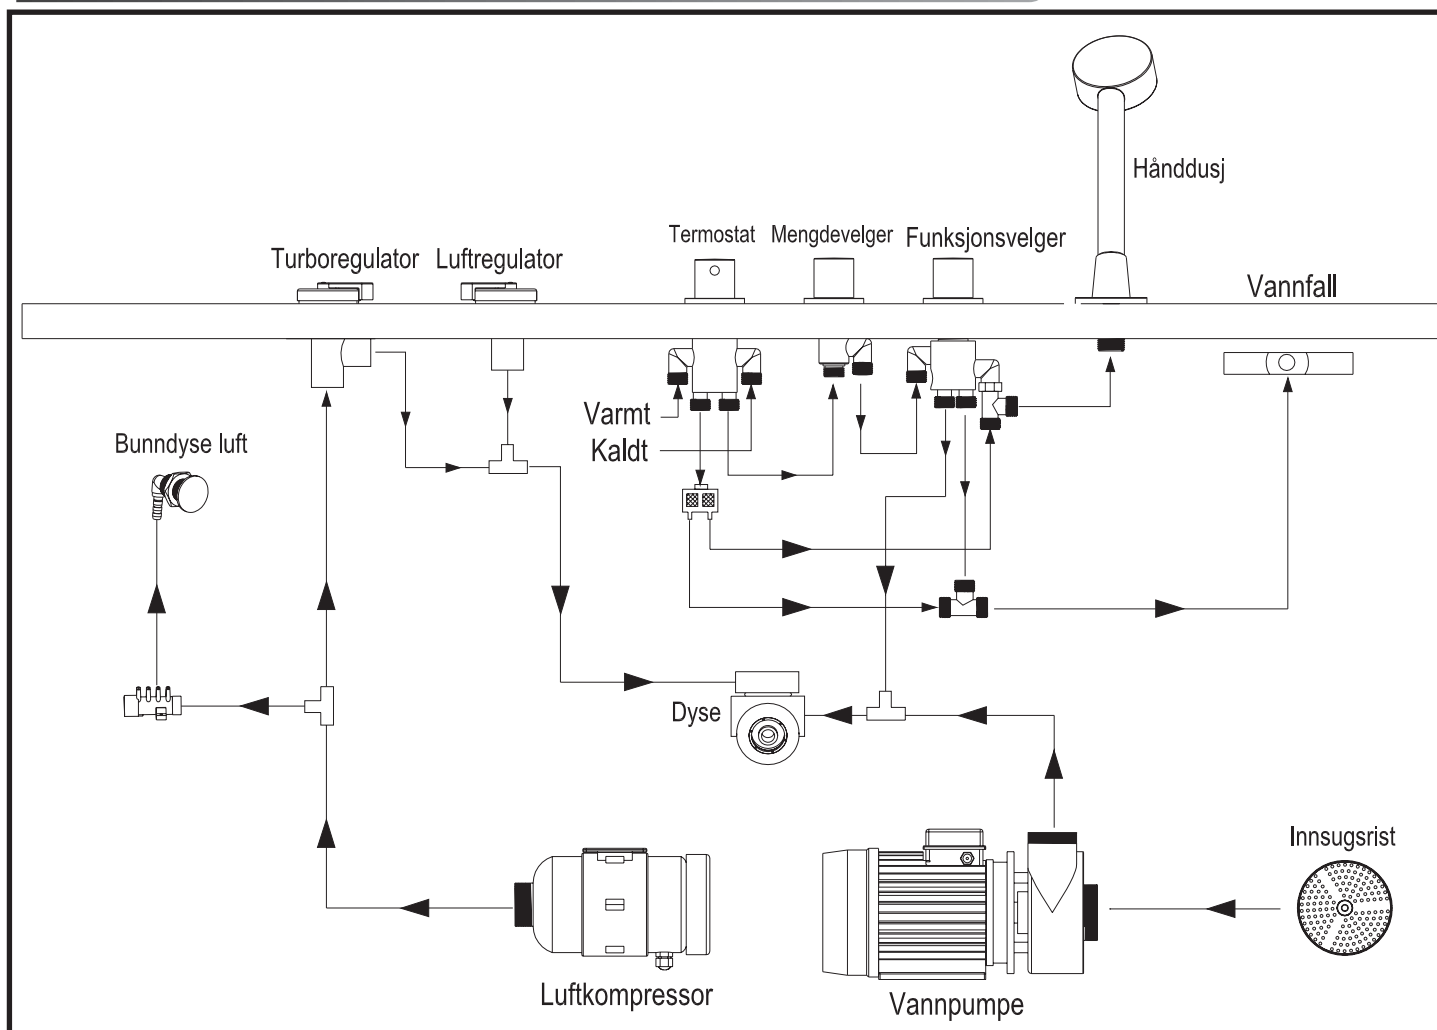 Hånddusj
Termostat
Mengdevelger
Funksjonsvelger
Turboregulator
Luftregulator
Vannfall
Varmt
Kaldt
Bunndyse luft
Dyse
Innsugsrist
Luftkompressor
Vannpumpe